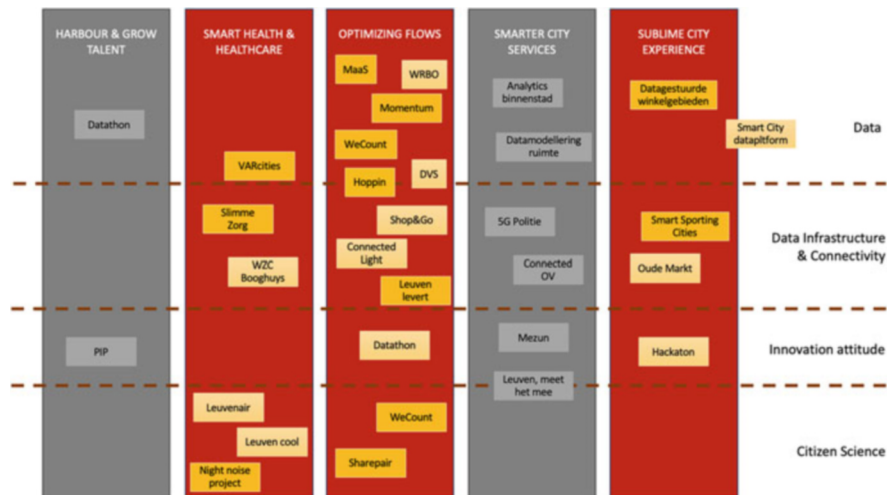 HARBOUR & GROW
TALENT
SMART HEALTH &
HEALTHCARE
OPTIMIZING FLOWS
SMARTER CITY
SERVICES
SUBLIME CITY
EXPERIENCE
Datathon
VARcities
MaaS
WRBO
Momentum
WeCount
Hoppin
DVS
Analytics
binnenstad
Datamodellering
ruimte
Datagestuurde
winkelgebieden
Smart City
datapltform
Data
Slimme
Zorg
WZC
Booghuys
Shop&Go
Connected
Light
Leuven
levert
5G Politie
Connected
OV
Smart Sporting
Cities
Oude Markt
Data Infrastructure
& Connectivity
PIP
Datathon
Mezun
Leuven, meet
het mee
Hackaton
Innovation attitude
Leuvenair
Leuven cool
Night noise
project
WeCount
Sharepair
Citizen Science